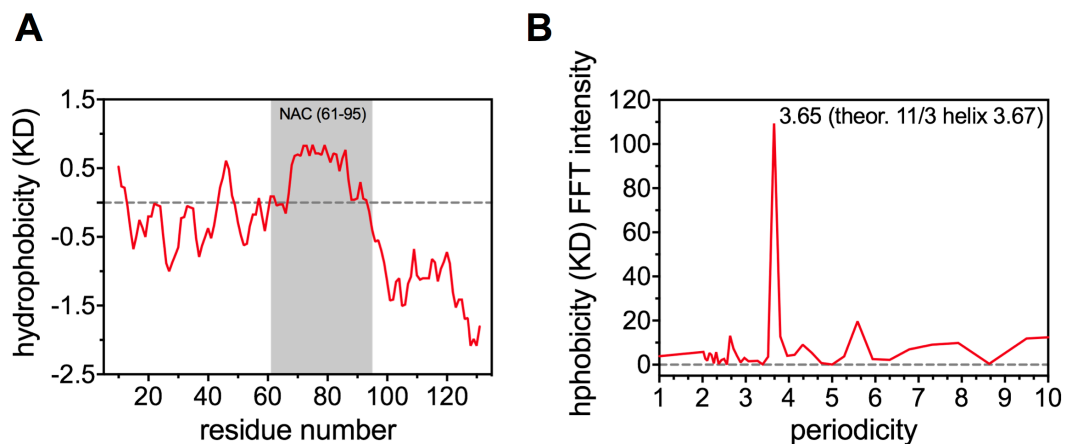 A
hydrophobicity (KD)
1.5
0.5
-0.5
-1.5
-2.5
NAC (61-95)
20 40 60 80 100 120
residue number
B
hpphobicity (KD) FFT intensity
120
100
80
60
40
20
0
3.65 (theor. 11/3 helix 3.67)
1 2 3 4 5 6 7 8 9 10
periodicity